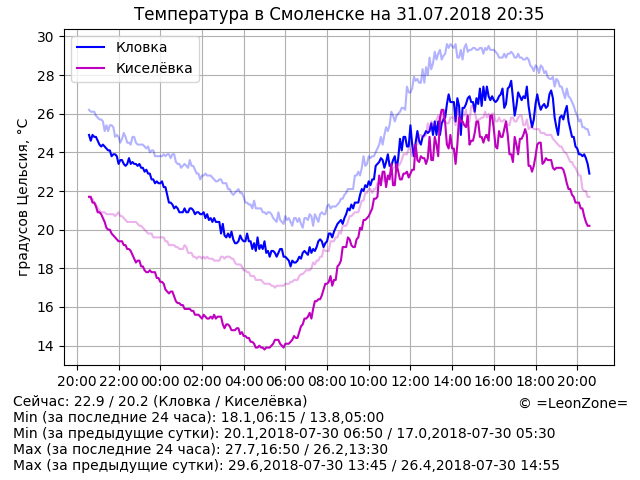 Температура в Смоленске на 31.07.2018 20:35
градусов Цельсия, °C
30
28
26
24
22
20
18
16
14
Кловка
Киселёвка
20:00 22:00 00:00 02:00 04:00 06:00 08:00 10:00 12:00 14:00 16:00 18:00 20:00
Сейчас: 22.9 / 20.2 (Кловка / Киселёвка)
© =LeonZone=
Min (за последние 24 часа): 18.1,06:15 / 13.8,05:00
Min (за предыдущие сутки): 20.1,2018-07-30 06:50 / 17.0,2018-07-30 05:30
Max (за последние 24 часа): 27.7,16:50 / 26.2,13:30
Max (за предыдущие сутки): 29.6,2018-07-30 13:45 / 26.4,2018-07-30 14:55